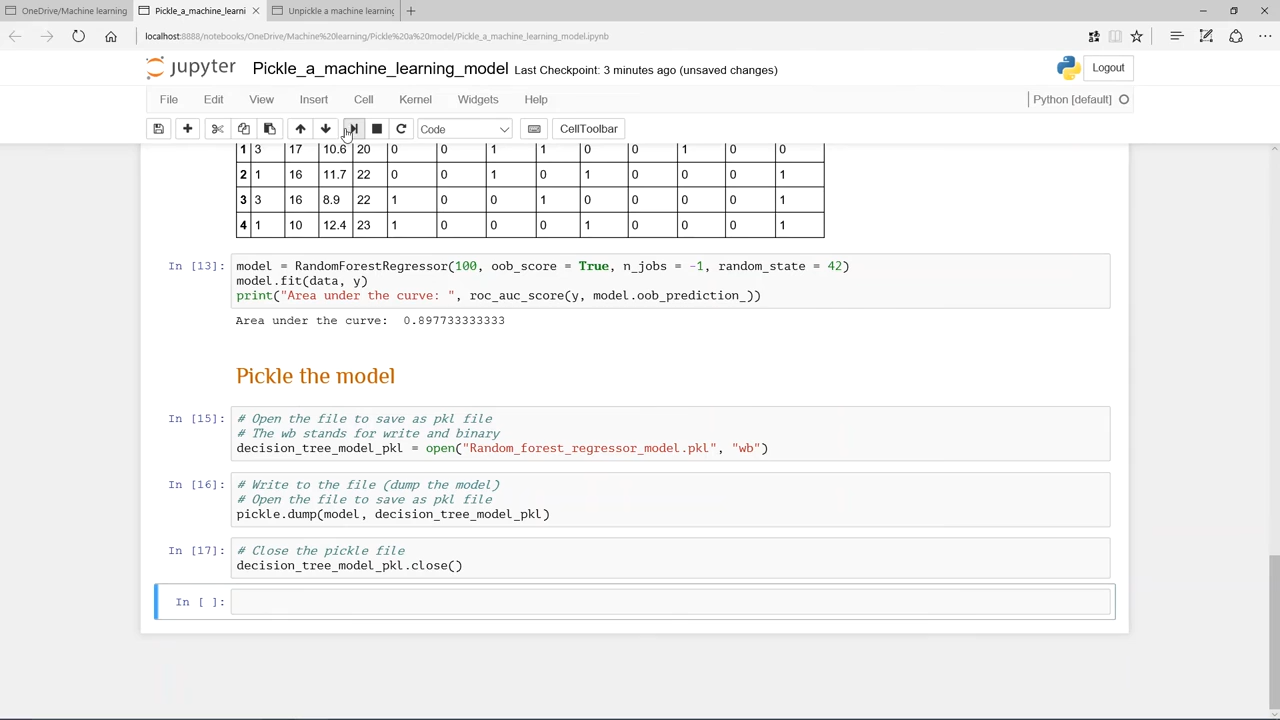 OneDrive/Machine learning
Pickle_a_machine_learni
Unpickle a machine learning
localhost:8888/notebooks/OneDrive/Machine%20learning/Pickle%20a%20model/Pickle_a_machine_learning_model.ipynb
jupyter Pickle_a_machine_learning_model Last Checkpoint: 3 minutes ago (unsaved changes) Logout
File Edit View Insert Cell Kernel Widgets Help Python [default]
Code CellToolbar
1 3 17 10.6 20 0 0 1 1 0 0 1 0 0
2 1 16 11.7 22 0 0 1 0 1 0 0 0 1
3 3 16 8.9 22 1 0 0 1 0 0 0 0 1
4 1 10 12.4 23 1 0 0 0 1 0 0 0 1
In [13]: model = RandomForestRegressor(100, oob_score = True, n_jobs = -1, random_state = 42)
model.fit(data, y)
print("Area under the curve: ", roc_auc_score(y, model.oob_prediction_))
Area under the curve:  0.897733333333
Pickle the model
In [15]: # Open the file to save as pkl file
# The wb stands for write and binary
decision_tree_model_pkl = open("Random_forest_regressor_model.pkl", "wb")
In [16]: # Write to the file (dump the model)
# Open the file to save as pkl file
pickle.dump(model, decision_tree_model_pkl)
In [17]: # Close the pickle file
decision_tree_model_pkl.close()
In [ ]: